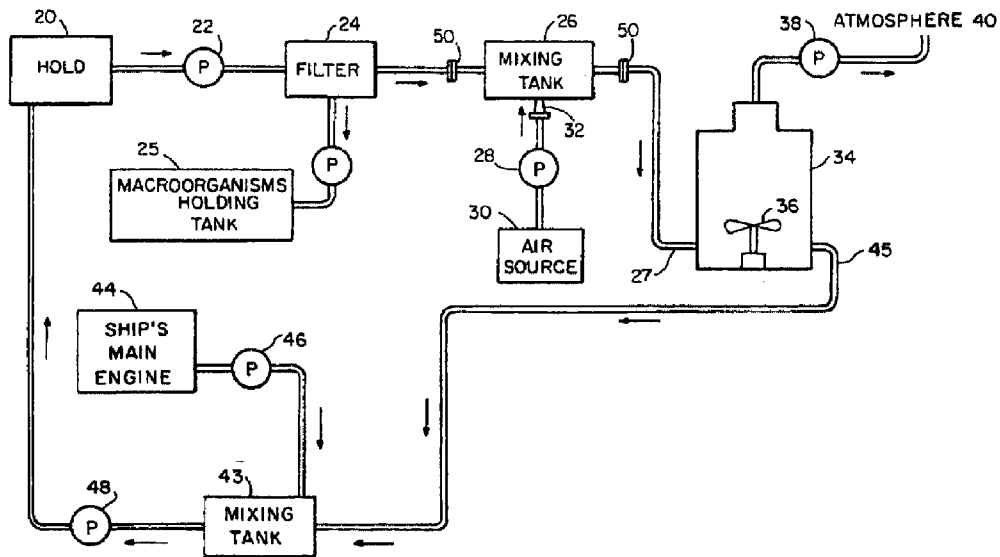 20
HOLD
22
P
24
FILTER
50
26
MIXING
TANK
50
38
P
ATMOSPHERE 40
32
28
P
30
AIR
SOURCE
P
25
MACROORGANISMS
HOLDING
TANK
34
36
27
45
44
SHIP'S
MAIN
ENGINE
46
P
43
MIXING
TANK
48
P